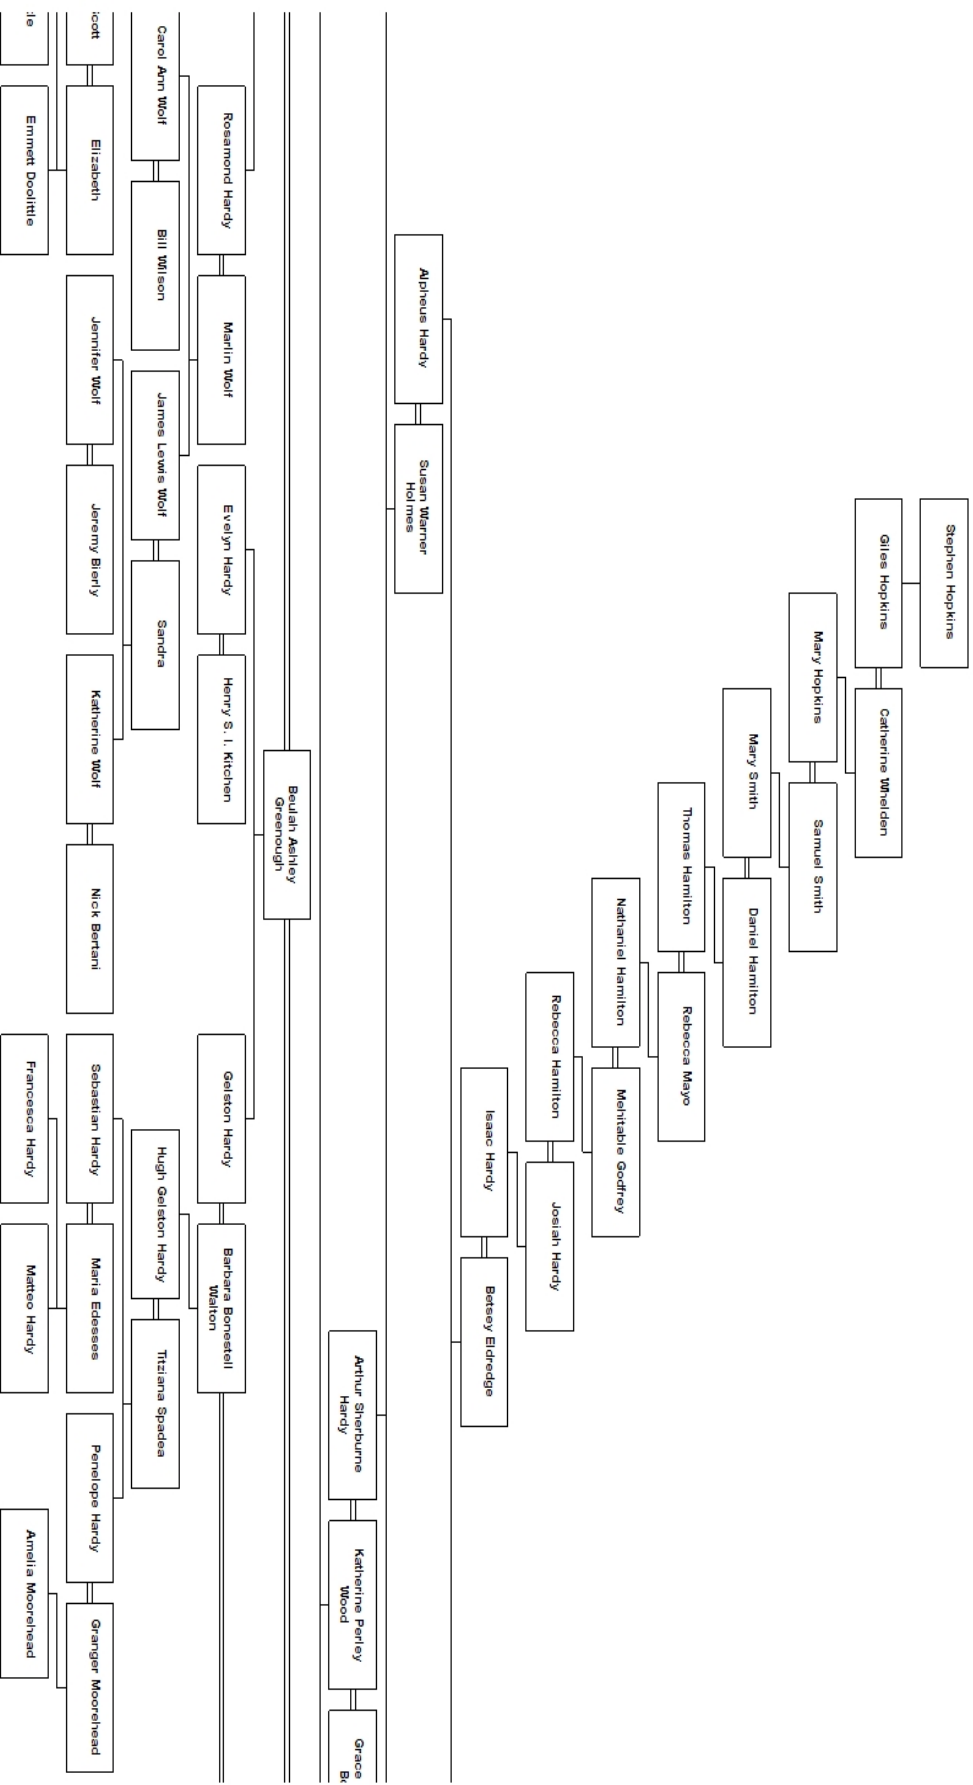 Stephen Hopkins
Giles Hopkins
Catherine Whelden
Mary Hopkins
Samuel Smith
Mary Smith
Daniel Hamilton
Thomas Hamilton
Rebecca Mayo
Nathaniel Hamilton
Mehitable Godfrey
Rebecca Hamilton
Josiah Hardy
Isaac Hardy
Betsey Eldredge
Alpheus Hardy
Susan Warner
Holmes
Arthur Sherburne
Hardy
Katherine Perley
Wood
Grace
Beulah Ashley
Greenough
Rosamond Hardy
Marlin Wolf
Evelyn Hardy
Henry S. I. Kitchen
Gelston Hardy
Barbara Bonestell
Walton
Carol Ann Wolf
Bill Wilson
James Lewis Wolf
Sandra
Hugh Gelston Hardy
Titziana Spadea
Elizabeth
Jennifer Wolf
Jeremy Bierly
Katherine Wolf
Nick Bertani
Sebastian Hardy
Maria Edesses
Penelope Hardy
Granger Moorehead
Emmett Doolittle
Francesca Hardy
Matteo Hardy
Amelia Moorehead